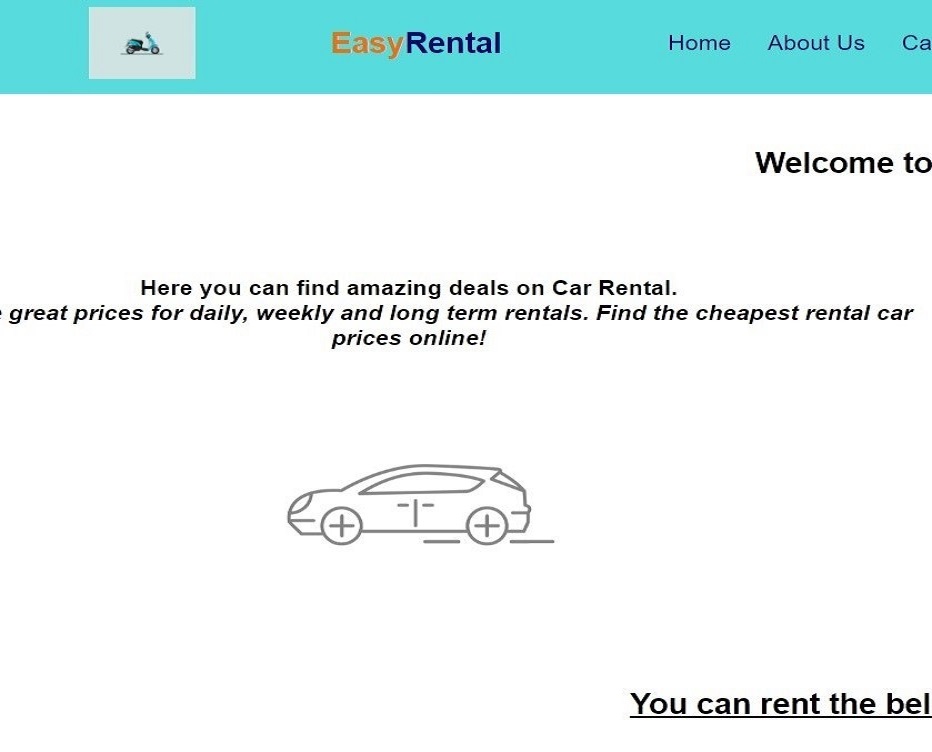 EasyRental Home About Us Ca
Welcome to
Here you can find amazing deals on Car Rental.
great prices for daily, weekly and long term rentals. Find the cheapest rental car
prices online!
You can rent the bel